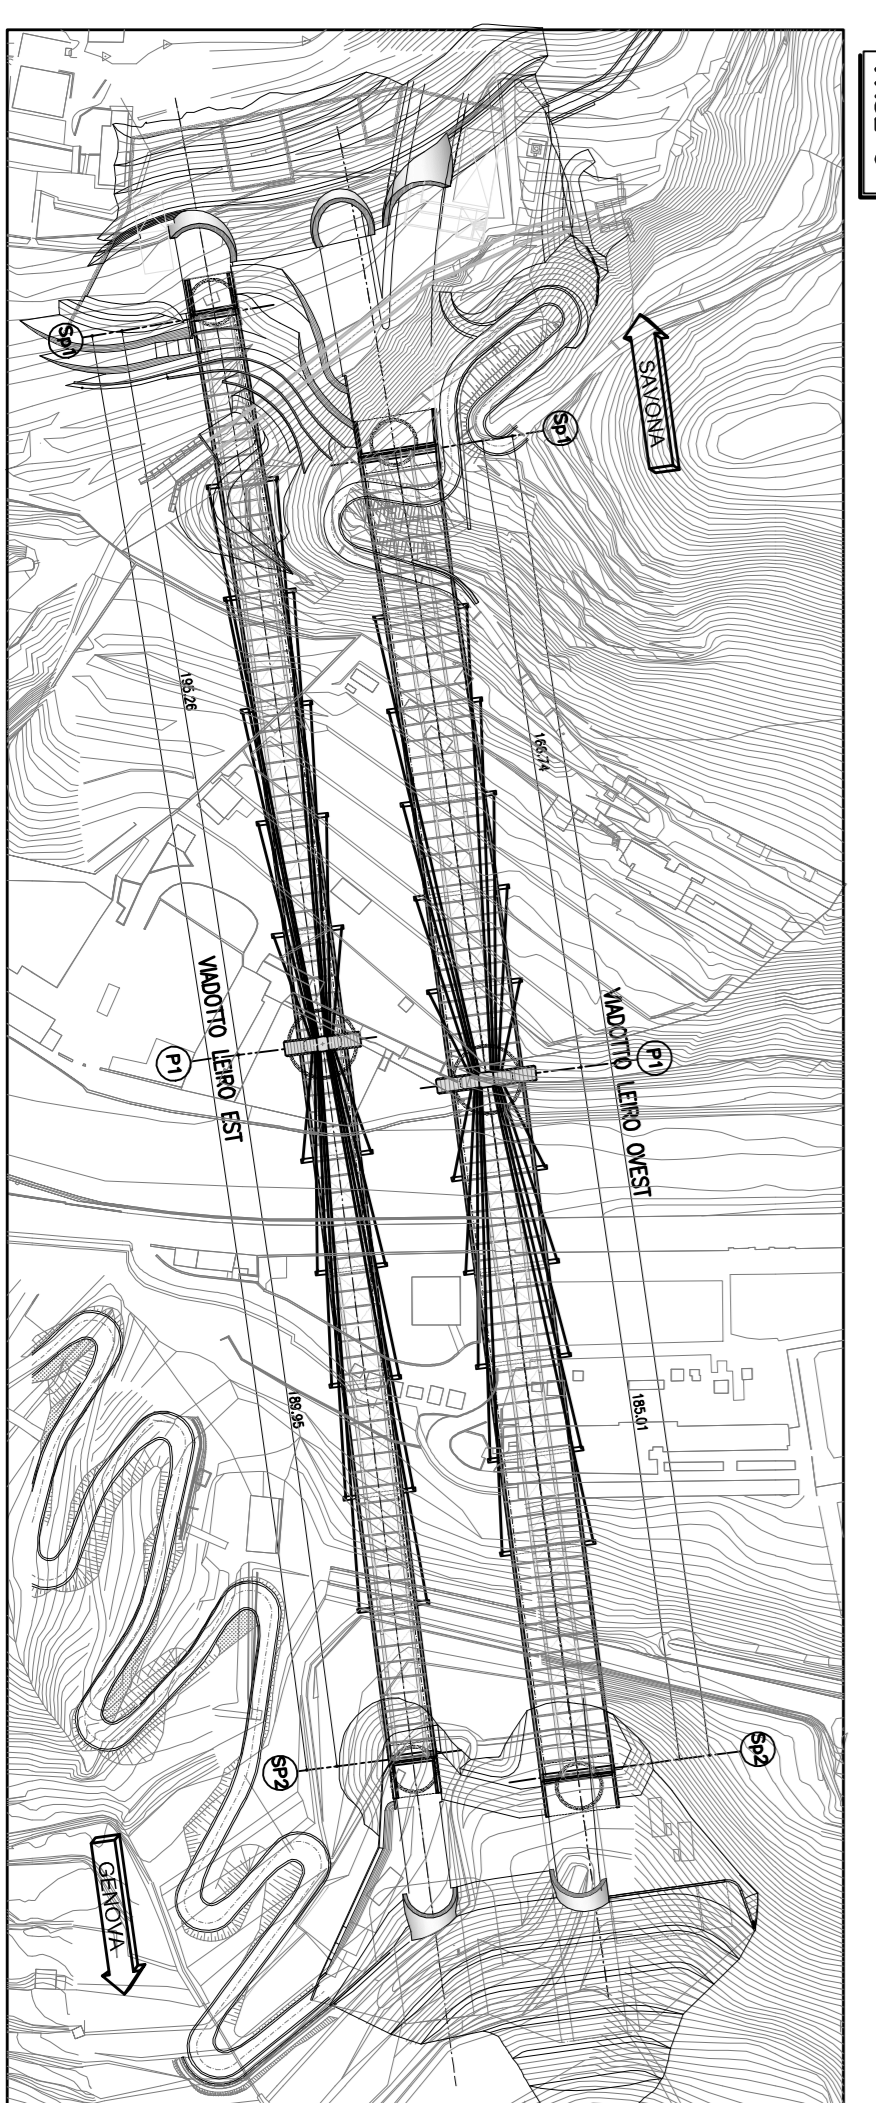 SAVONA
Sp1
Sp1
195.26
166.74
VIADOTTO LEIRO EST
VIADOTTO LEIRO OVEST
P1
P1
189.95
185.01
SP2
Sp2
GENOVA